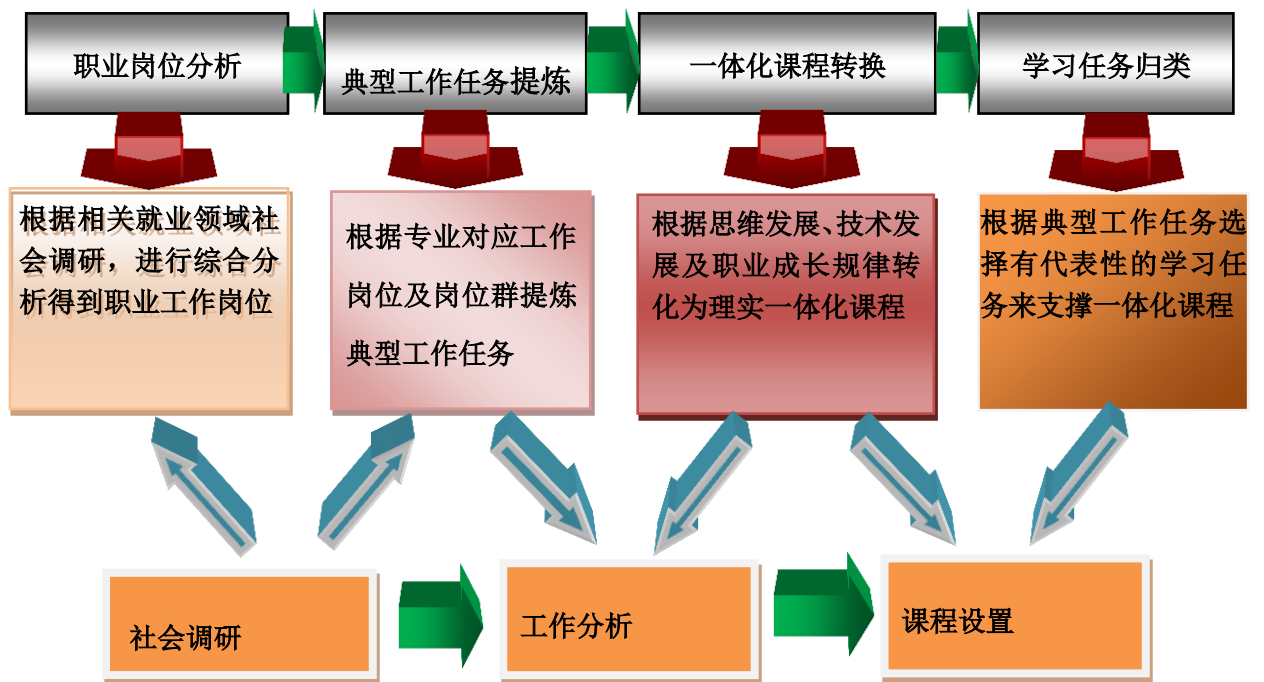 职业岗位分析
典型工作任务提炼
一体化课程转换
学习任务归类
根据相关就业领域社
会调研，进行综合分
析得到职业工作岗位
根据专业对应工作
岗位及岗位群提炼
典型工作任务
根据思维发展、技术发
展及职业成长规律转
化为理实一体化课程
根据典型工作任务选
择有代表性的学习任
务来支撑一体化课程
社会调研
工作分析
课程设置